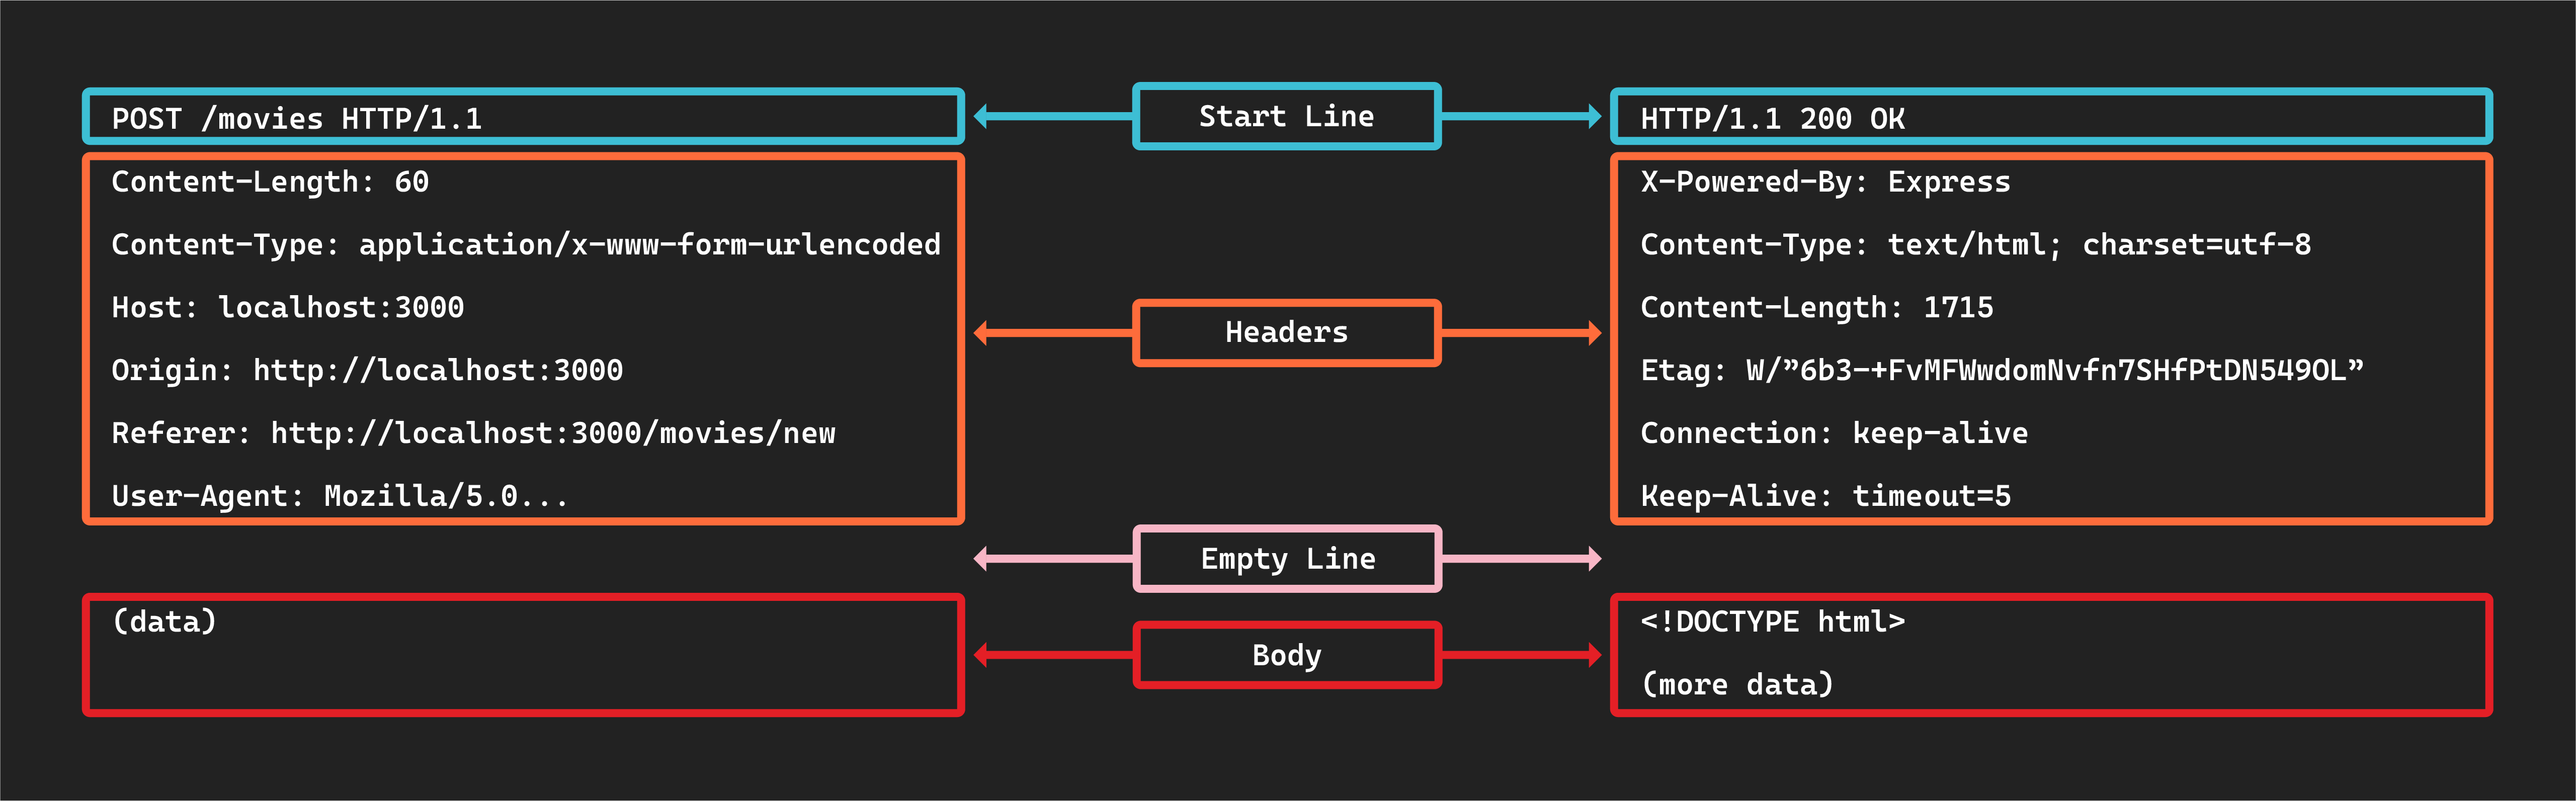 POST /movies HTTP/1.1
Content-Length: 60
Content-Type: application/x-www-form-urlencoded
Host: localhost:3000
Origin: http://localhost:3000
Referer: http://localhost:3000/movies/new
User-Agent: Mozilla/5.0...
(data)
Start Line
Headers
Empty Line
Body
HTTP/1.1 200 OK
X-Powered-By: Express
Content-Type: text/html; charset=utf-8
Content-Length: 1715
Etag: W/”6b3-+FvMFWwdomNvfn7SHfPtDN549OL”
Connection: keep-alive
Keep-Alive: timeout=5
<!DOCTYPE html>
(more data)